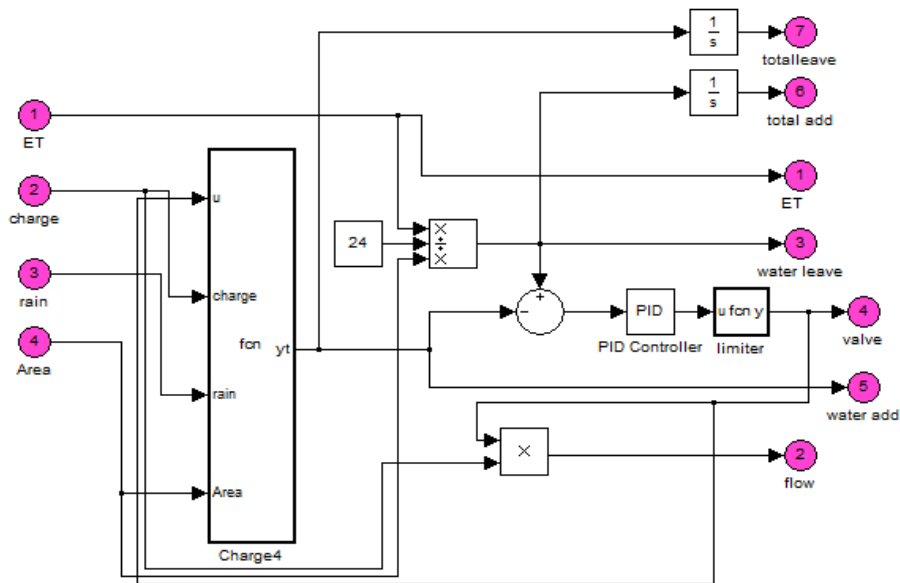 1
s
7
totalleave
1
s
6
total add
1
ET
1
ET
2
charge
u
24
×
÷
×
3
water leave
+
−
PID
PID Controller
u fcn y
limiter
4
valve
charge
3
rain
fcn
yt
4
Area
rain
5
water add
×
2
flow
Area
Charge4